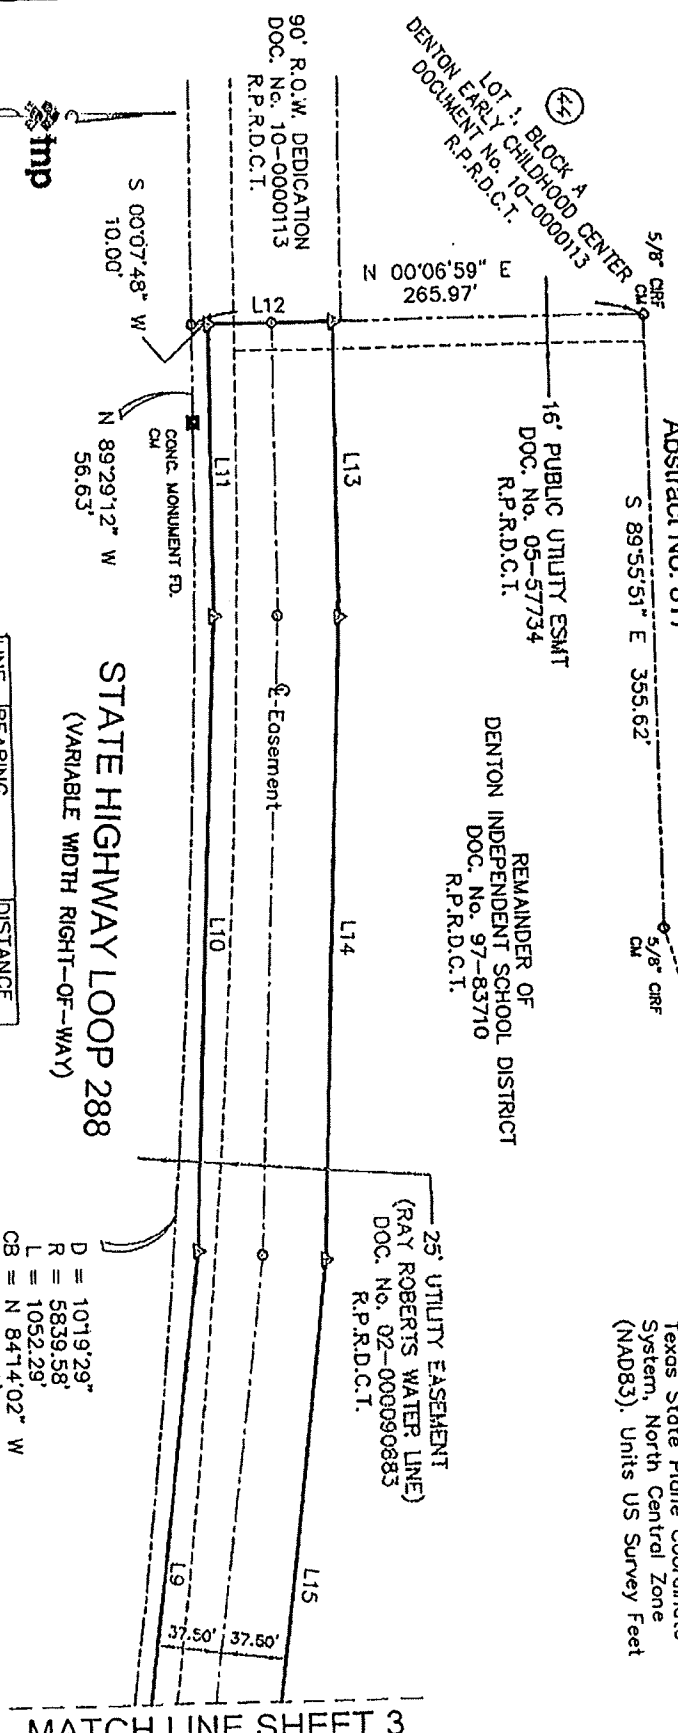 44
LOT 1, BLOCK A
DENTON EARLY CHILDHOOD CENTER
DOCUMENT No. 10-0000113
R.P.R.D.C.T.
5/8" CIRF
CM
90' R.O.W. DEDICATION
DOC. No. 10-0000113
R.P.R.D.C.T.
tnp
N 00°06'59" E
265.97'
S 00°07'48" W
10.00'
L12
16' PUBLIC UTILITY ESMT
DOC. No. 05-57734
R.P.R.D.C.T.
S 89°55'51" E 355.62'
5/8" CIRF
CM
L13
L11
CONC. MONUMENT FD.
CM
N 89°29'12" W
56.63'
℄-Easement
REMAINDER OF
DENTON INDEPENDENT SCHOOL DISTRICT
DOC. No. 97-83710
R.P.R.D.C.T.
L14
L10
STATE HIGHWAY LOOP 288
(VARIABLE WIDTH RIGHT-OF-WAY)
DISTANCE
25' UTILITY EASEMENT
(RAY ROBERTS WATER LINE)
DOC. No. 02-000090683
R.P.R.D.C.T.
D = 10°19'29"
R = 5839.58'
L = 1052.29'
CB = N 84°14'02" W
System, North Central Zone
(NAD83). Units US Survey Feet
L9
L15
37.50' 37.50'
MATCH LINE SHEET 3